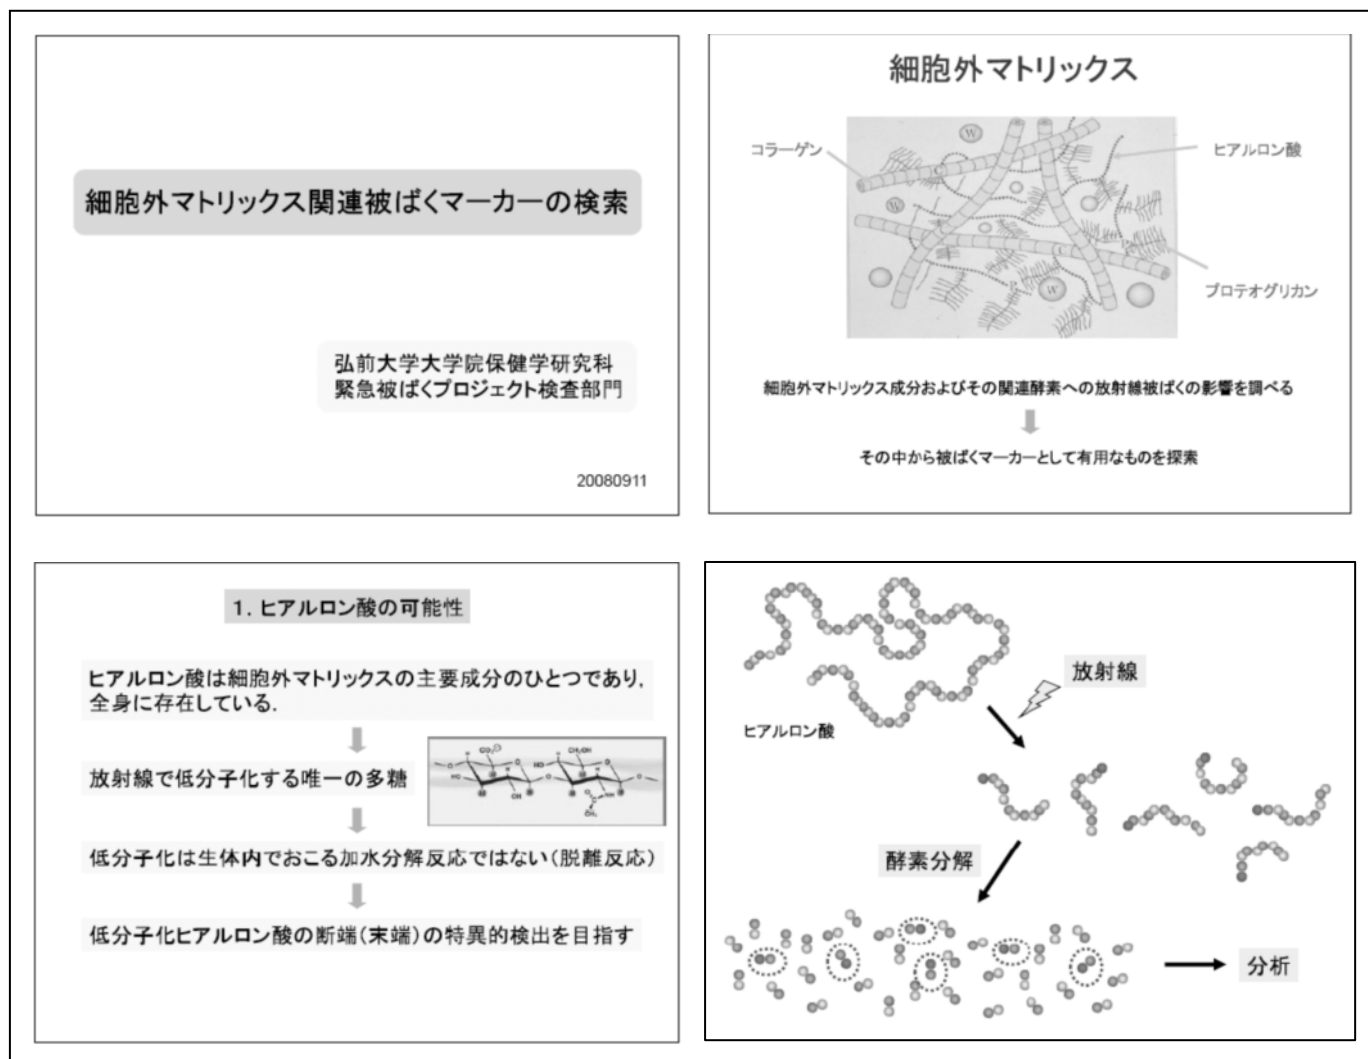 細胞外マトリックス関連被ばくマーカーの検索
弘前大学大学院保健学研究科
緊急被ばくプロジェクト検査部門
20080911
細胞外マトリックス
コラーゲン
ヒアルロン酸
プロテオグリカン
W
W
W
細胞外マトリックス成分およびその関連酵素への放射線被ばくの影響を調べる
その中から被ばくマーカーとして有用なものを探素
1. ヒアルロン酸の可能性
ヒアルロン酸は細胞外マトリックスの主要成分のひとつであり,
全身に存在している.
放射線で低分子化する唯一の多糖
低分子化は生体内でおこる加水分解反応ではない(脱離反応)
低分子化ヒアルロン酸の断端(末端)の特異的検出を目指す
放射線
ヒアルロン酸
酵素分解
分析